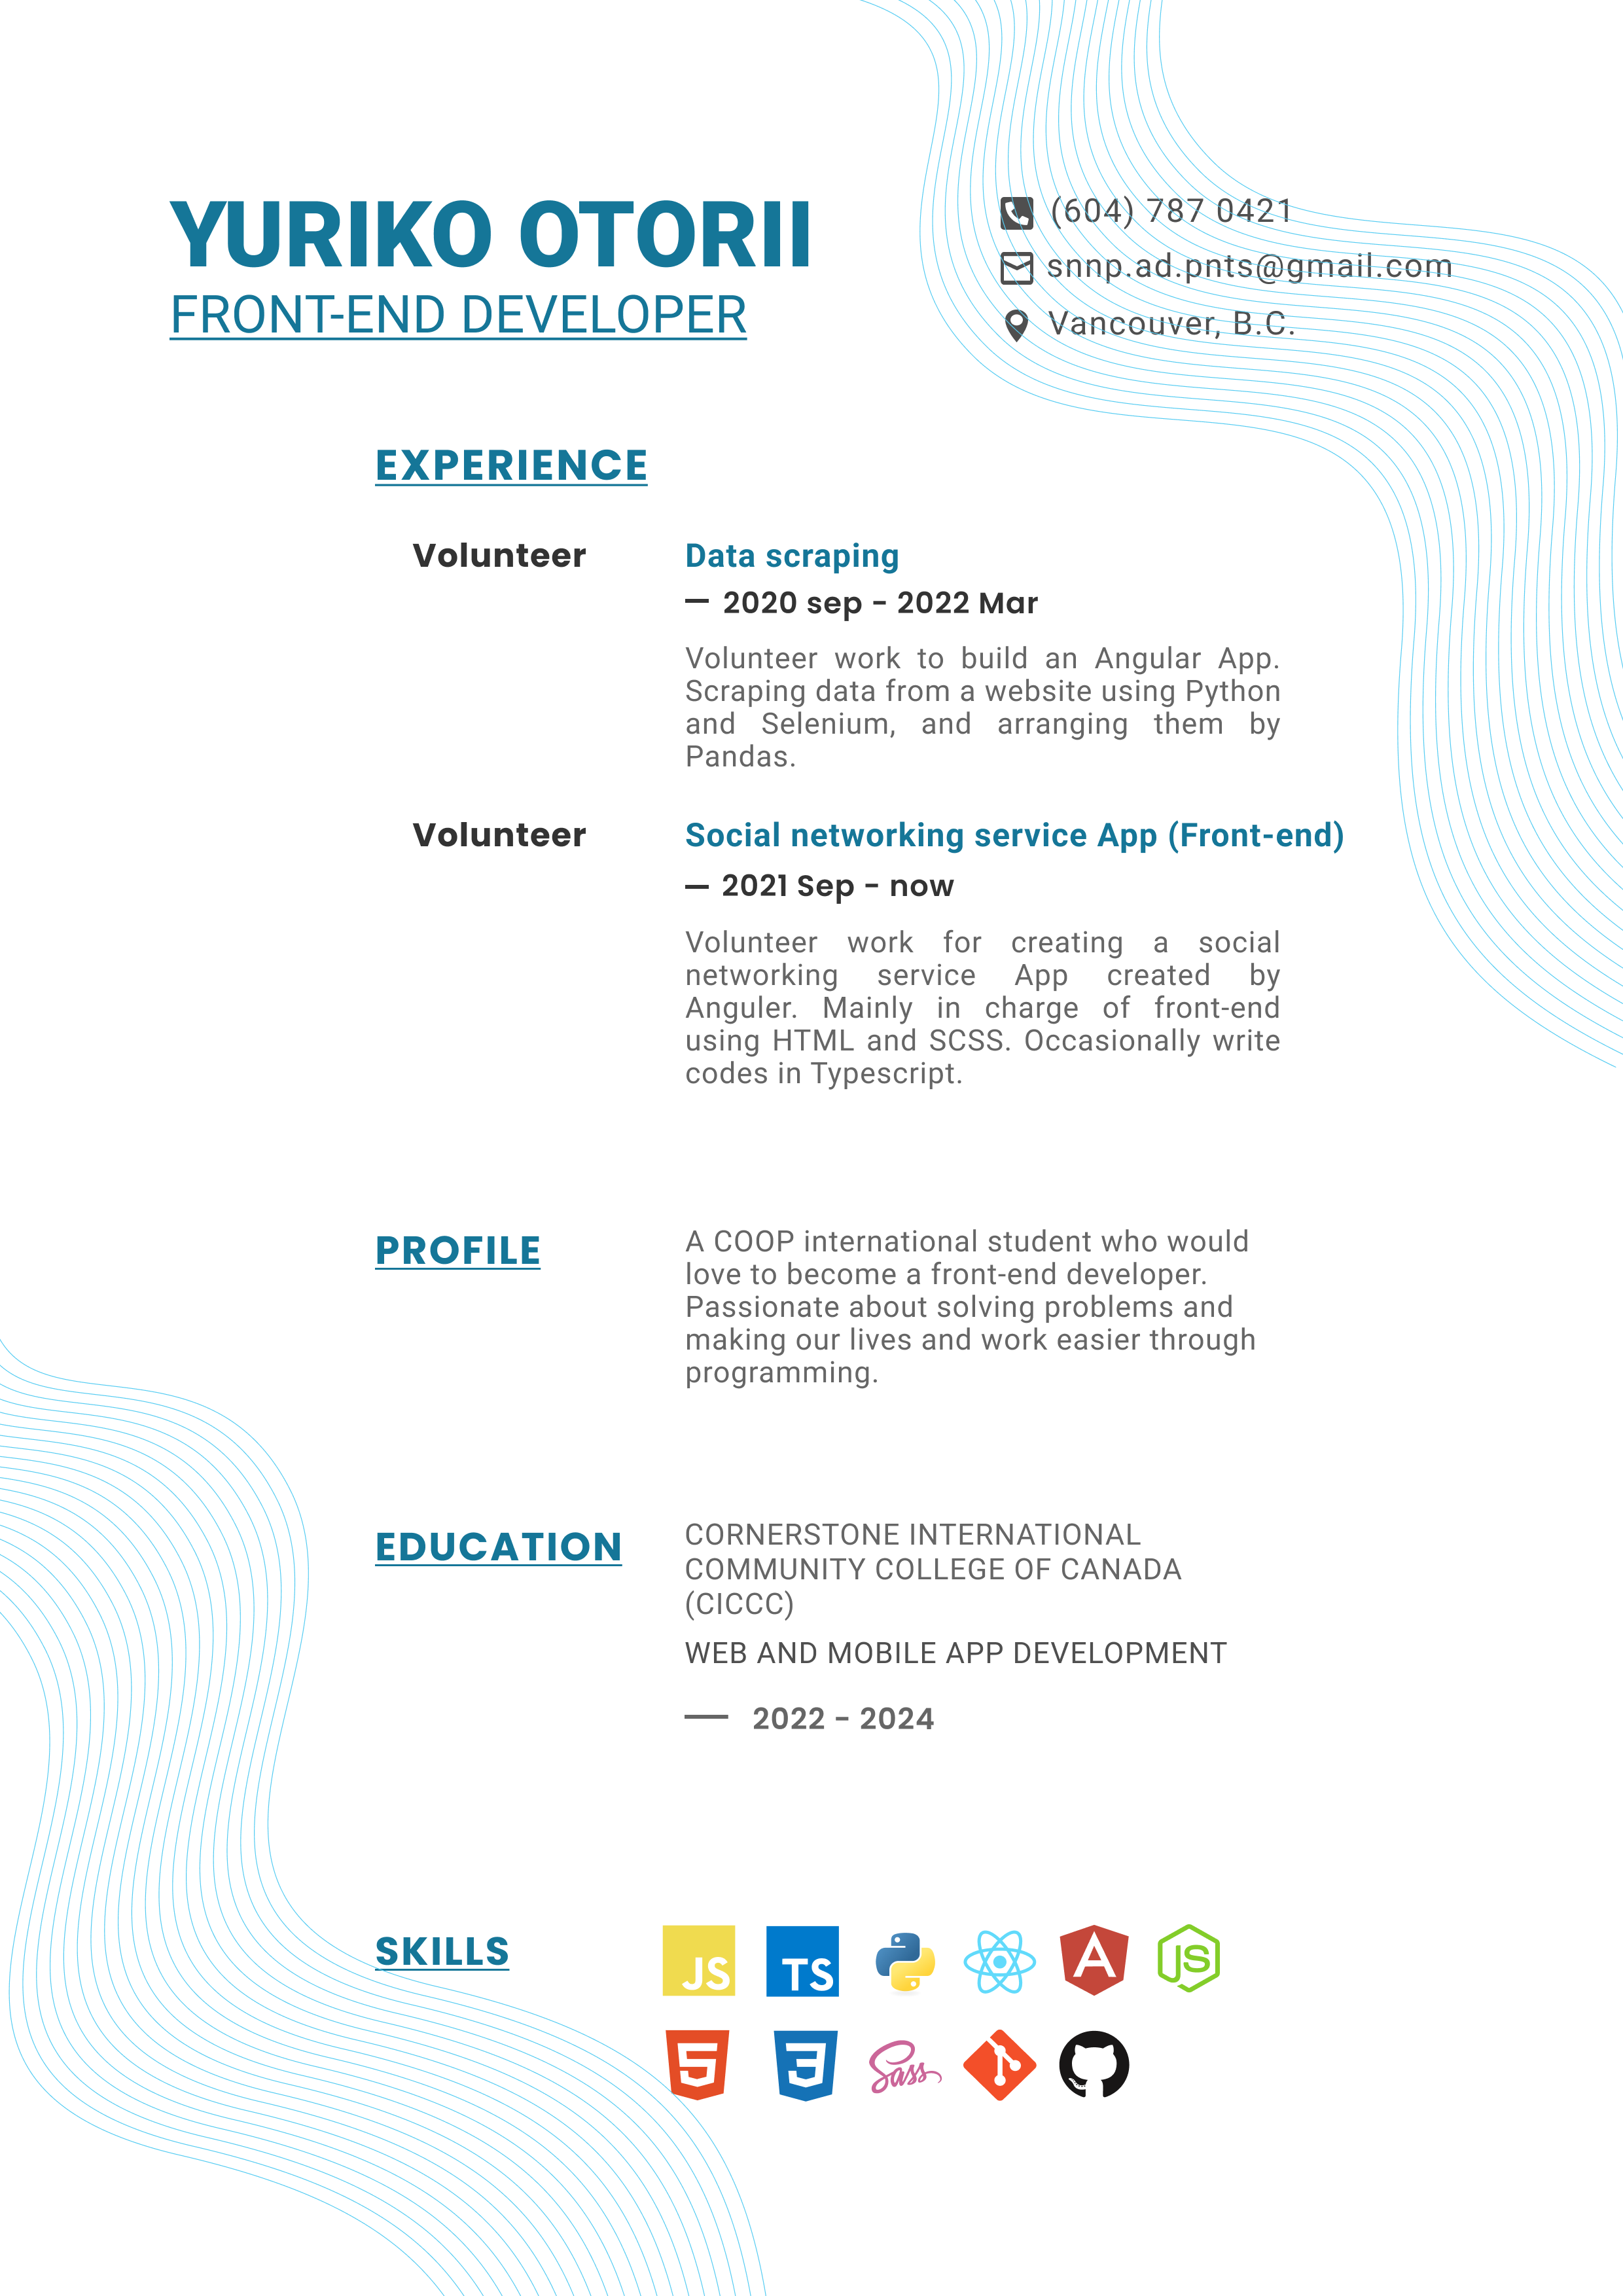 YURIKO OTORII
FRONT-END DEVELOPER
(604) 787 0421
snnp.ad.pnts@gmail.com
Vancouver, B.C.
EXPERIENCE
Volunteer
Data scraping
— 2020 sep - 2022 Mar
Volunteer work to build an Angular App.
Scraping data from a website using Python
and Selenium, and arranging them by
Pandas.
Volunteer
Social networking service App (Front-end)
— 2021 Sep - now
Volunteer work for creating a social
networking service App created by
Anguler. Mainly in charge of front-end
using HTML and SCSS. Occasionally write
codes in Typescript.
PROFILE
A COOP international student who would
love to become a front-end developer.
Passionate about solving problems and
making our lives and work easier through
programming.
EDUCATION
CORNERSTONE INTERNATIONAL
COMMUNITY COLLEGE OF CANADA
(CICCC)
WEB AND MOBILE APP DEVELOPMENT
— 2022 - 2024
SKILLS
JS TS A JS
5 3 Sass